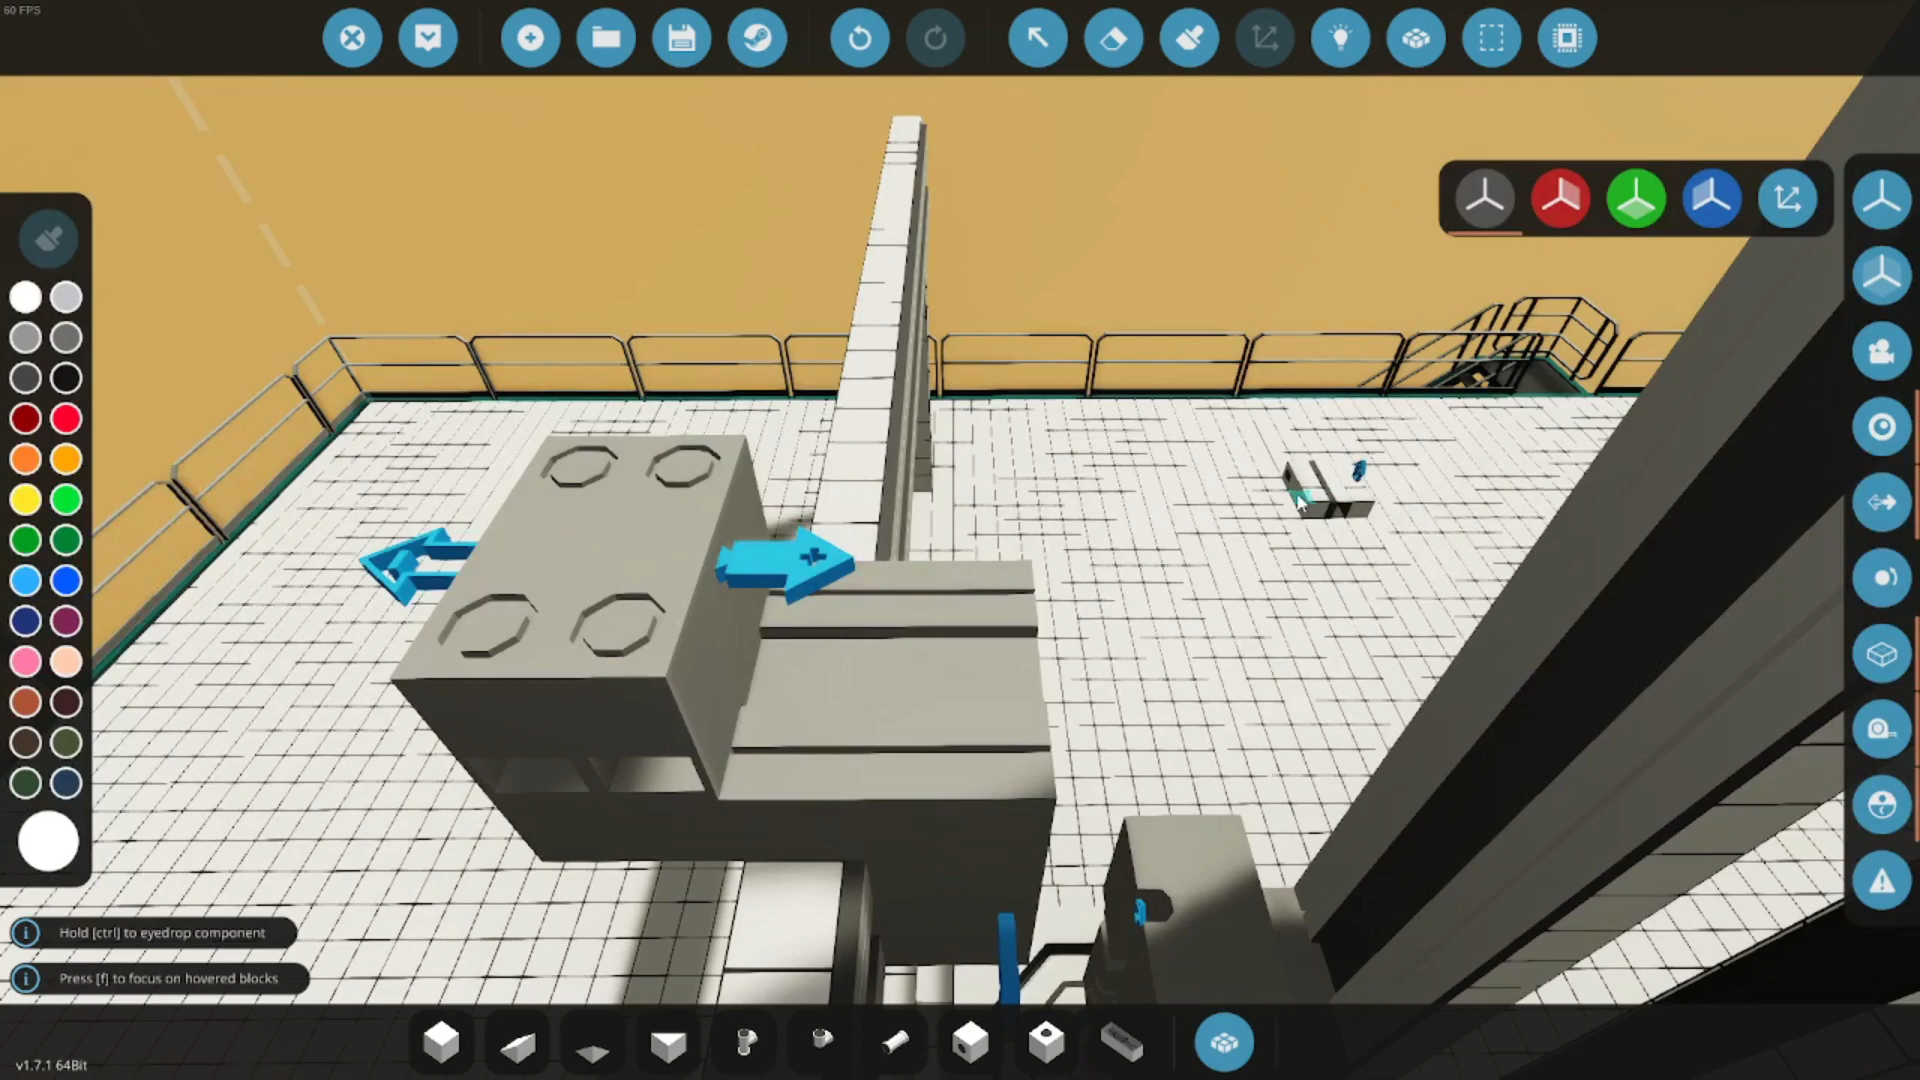 60 FPS
Hold [ctrl] to eyedrop component
Press [f] to focus on hovered blocks
v1.7.1 64Bit